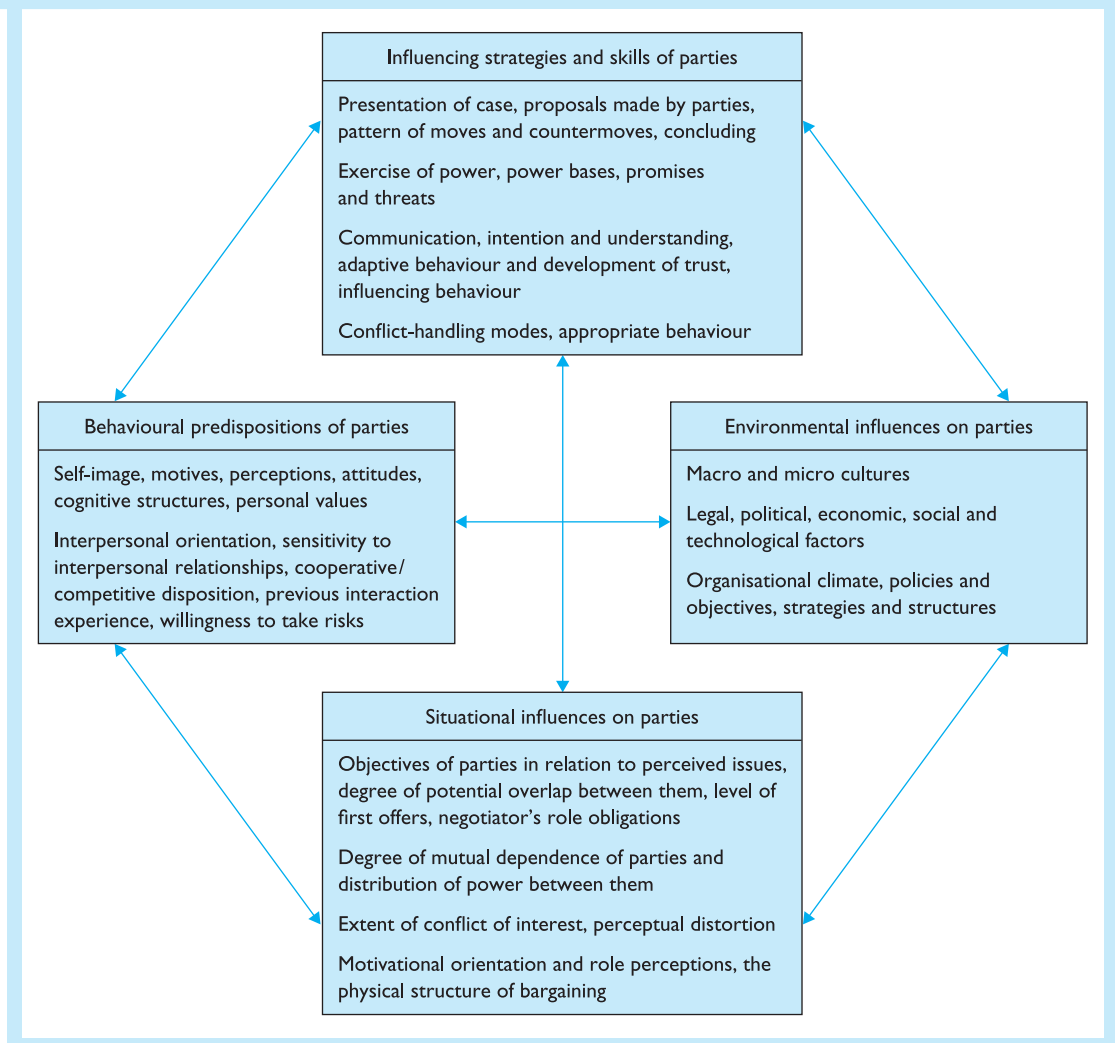 Influencing strategies and skills of parties
Presentation of case, proposals made by parties,
pattern of moves and countermoves, concluding
Exercise of power, power bases, promises
and threats
Communication, intention and understanding,
adaptive behaviour and development of trust,
influencing behaviour
Conflict-handling modes, appropriate behaviour
Behavioural predispositions of parties
Self-image, motives, perceptions, attitudes,
cognitive structures, personal values
Interpersonal orientation, sensitivity to
interpersonal relationships, cooperative/
competitive disposition, previous interaction
experience, willingness to take risks
Environmental influences on parties
Macro and micro cultures
Legal, political, economic, social and
technological factors
Organisational climate, policies and
objectives, strategies and structures
Situational influences on parties
Objectives of parties in relation to perceived issues,
degree of potential overlap between them, level of
first offers, negotiator's role obligations
Degree of mutual dependence of parties and
distribution of power between them
Extent of conflict of interest, perceptual distortion
Motivational orientation and role perceptions, the
physical structure of bargaining